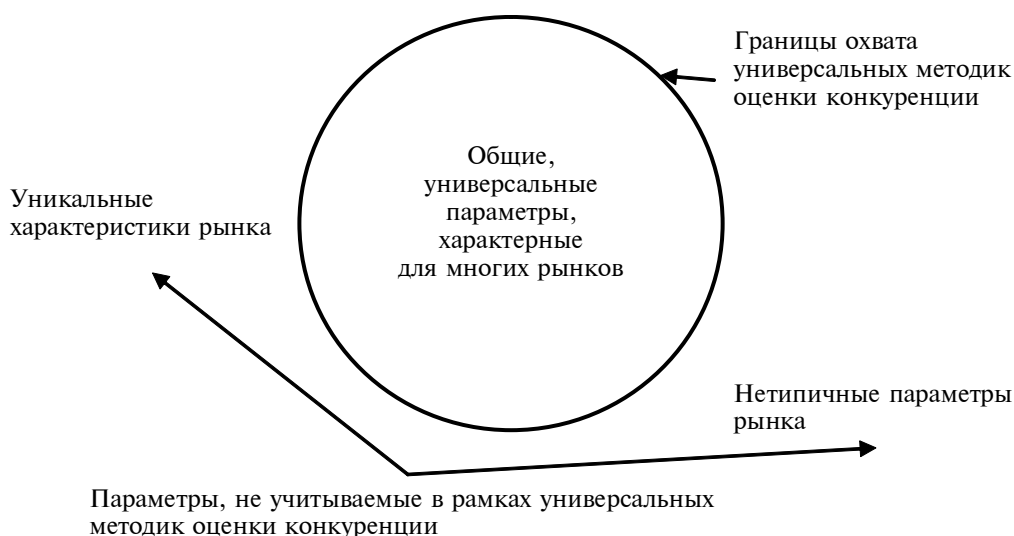 Границы охвата
универсальных методик
оценки конкуренции
Общие,
универсальные
параметры,
характерные
для многих рынков
Уникальные
характеристики рынка
Нетипичные параметры
рынка
Параметры, не учитываемые в рамках универсальных
методик оценки конкуренции